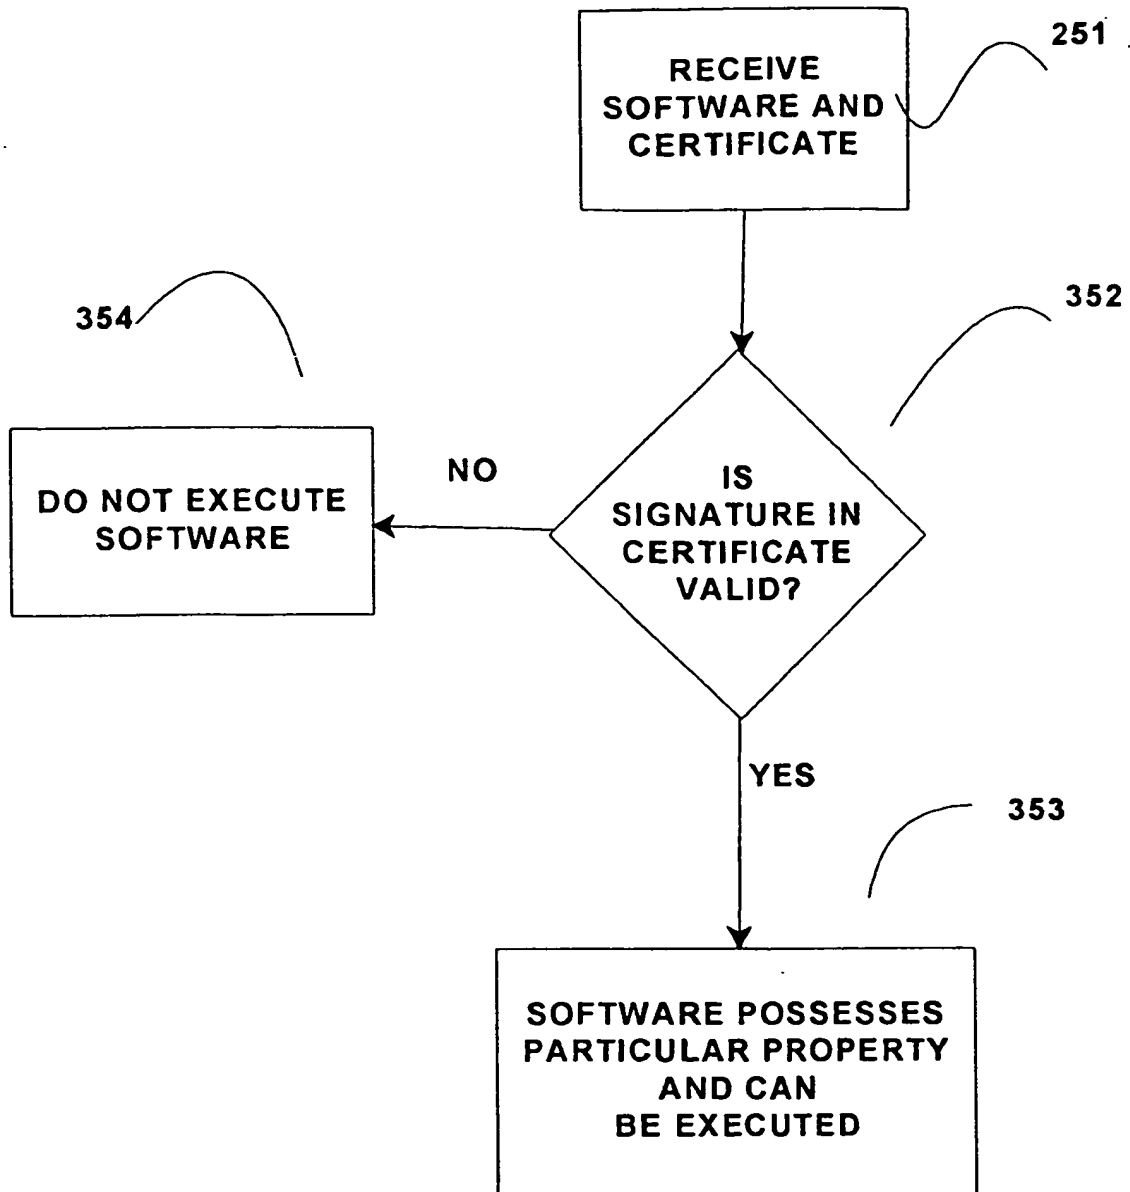 251
RECEIVE
SOFTWARE AND
CERTIFICATE
352
354
IS
SIGNATURE IN
CERTIFICATE
VALID?
NO
DO NOT EXECUTE
SOFTWARE
YES
353
SOFTWARE POSSESSES
PARTICULAR PROPERTY
AND CAN
BE EXECUTED